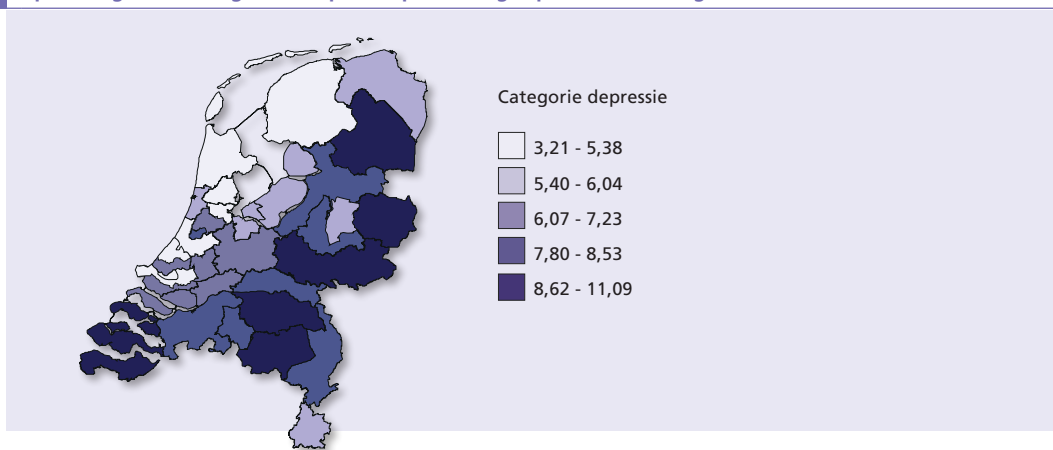 Categorie depressie
3,21 - 5,38
5,40 - 6,04
6,07 - 7,23
7,80 - 8,53
8,62 - 11,09